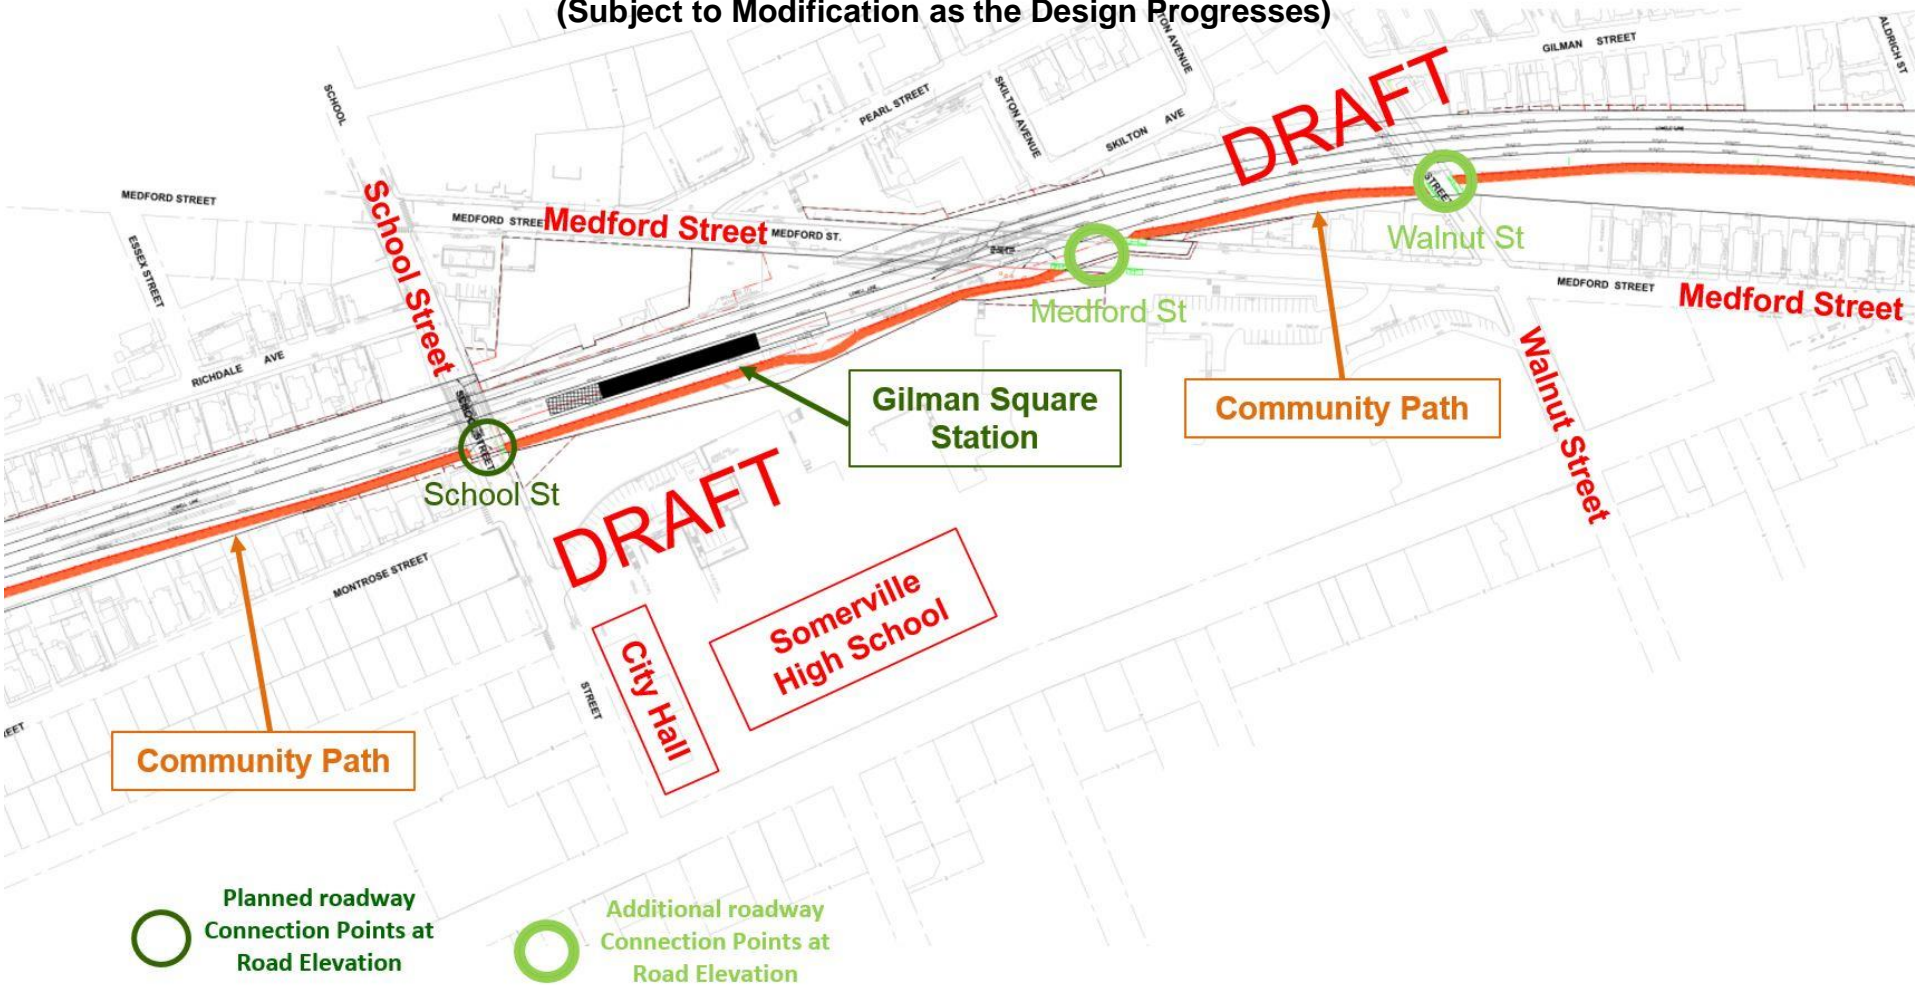 (Subject to Modification as the Design Progresses)
GILMAN STREET
ALDRICH ST
SCHOOL
PEARL STREET
SKILTON AVENUE
SKILTON AVE
DRAFT
MEDFORD STREET
ESSEX STREET
School Street
MEDFORD STREET
Medford Street
MEDFORD ST.
STREET
Walnut St
Medford St
MEDFORD STREET
Medford Street
RICHDALE AVE
SCHOOL STREET
Gilman Square
Station
Community Path
Walnut Street
School St
DRAFT
MONTROSE STREET
Somerville
High School
City Hall
STREET
Community Path
Planned roadway
Connection Points at
Road Elevation
Additional roadway
Connection Points at
Road Elevation